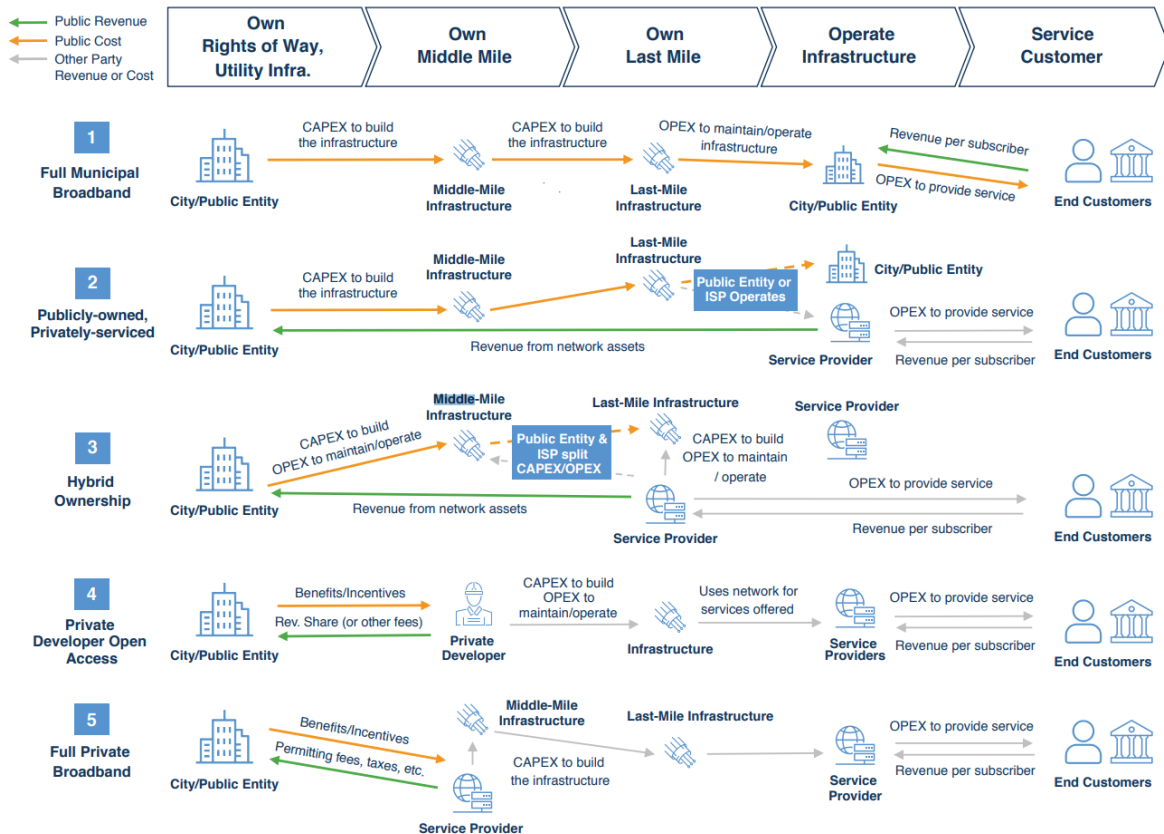 Public Revenue
Public Cost
Other Party
Revenue or Cost
Own
Rights of Way,
Utility Infra.
Own
Middle Mile
Own
Last Mile
Operate
Infrastructure
Service
Customer
1
Full Municipal
Broadband
City/Public Entity
CAPEX to build
the infrastructure
Middle-Mile
Infrastructure
CAPEX to build
the infrastructure
Last-Mile
Infrastructure
OPEX to maintain/operate
infrastructure
City/Public Entity
Revenue per subscriber
OPEX to provide service
End Customers
2
Publicly-owned,
Privately-serviced
City/Public Entity
CAPEX to build
the infrastructure
Middle-Mile
Infrastructure
Last-Mile
Infrastructure
Public Entity or
ISP Operates
City/Public Entity
Revenue from network assets
Service Provider
OPEX to provide service
Revenue per subscriber
End Customers
3
Hybrid
Ownership
City/Public Entity
CAPEX to build
OPEX to maintain/operate
Middle-Mile
Infrastructure
Public Entity &
ISP split
CAPEX/OPEX
Last-Mile Infrastructure
CAPEX to build
OPEX to maintain
/ operate
Service Provider
Revenue from network assets
Service Provider
OPEX to provide service
Revenue per subscriber
End Customers
4
Private
Developer Open
Access
City/Public Entity
Benefits/Incentives
Rev. Share (or other fees)
Private
Developer
CAPEX to build
OPEX to
maintain/operate
Infrastructure
Uses network for
services offered
Service
Providers
OPEX to provide service
Revenue per subscriber
End Customers
5
Full Private
Broadband
City/Public Entity
Benefits/Incentives
Permitting fees, taxes, etc.
Service Provider
Middle-Mile
Infrastructure
CAPEX to build
the infrastructure
Last-Mile Infrastructure
Service
Provider
OPEX to provide service
Revenue per subscriber
End Customers